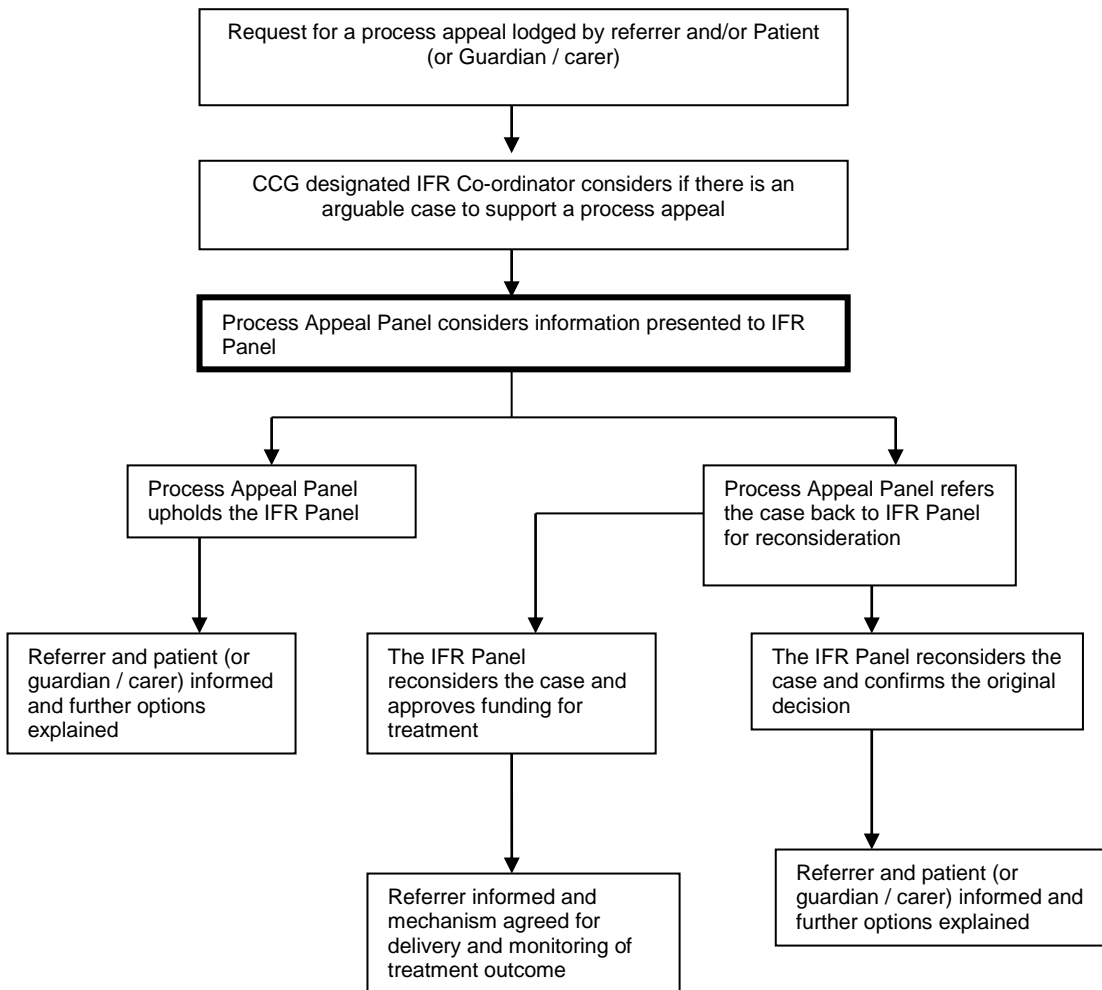 Request for a process appeal lodged by referrer and/or Patient
(or Guardian / carer)
CCG designated IFR Co-ordinator considers if there is an
arguable case to support a process appeal
Process Appeal Panel considers information presented to IFR
Panel
Process Appeal Panel
upholds the IFR Panel
Process Appeal Panel refers
the case back to IFR Panel
for reconsideration
Referrer and patient (or
guardian / carer) informed
and further options
explained
The IFR Panel
reconsiders the case and
approves funding for
treatment
The IFR Panel reconsiders the
case and confirms the original
decision
Referrer informed and
mechanism agreed for
delivery and monitoring of
treatment outcome
Referrer and patient (or
guardian / carer) informed and
further options explained